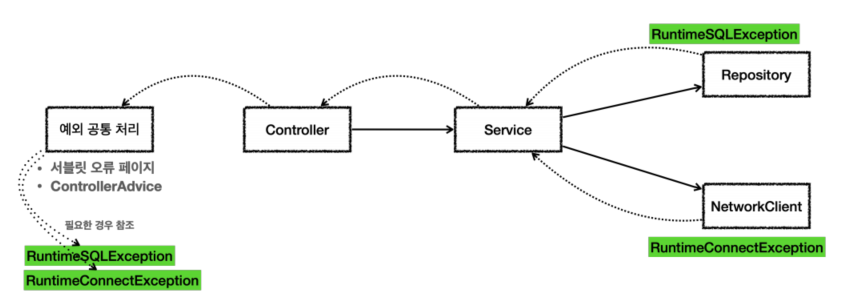 RuntimeSQLException
Repository
예외 공통 처리
Controller
Service
• 서블릿 오류 페이지
• ControllerAdvice
NetworkClient
필요한 경우 참조
RuntimeConnectException
RuntimeSQLException
RuntimeConnectException